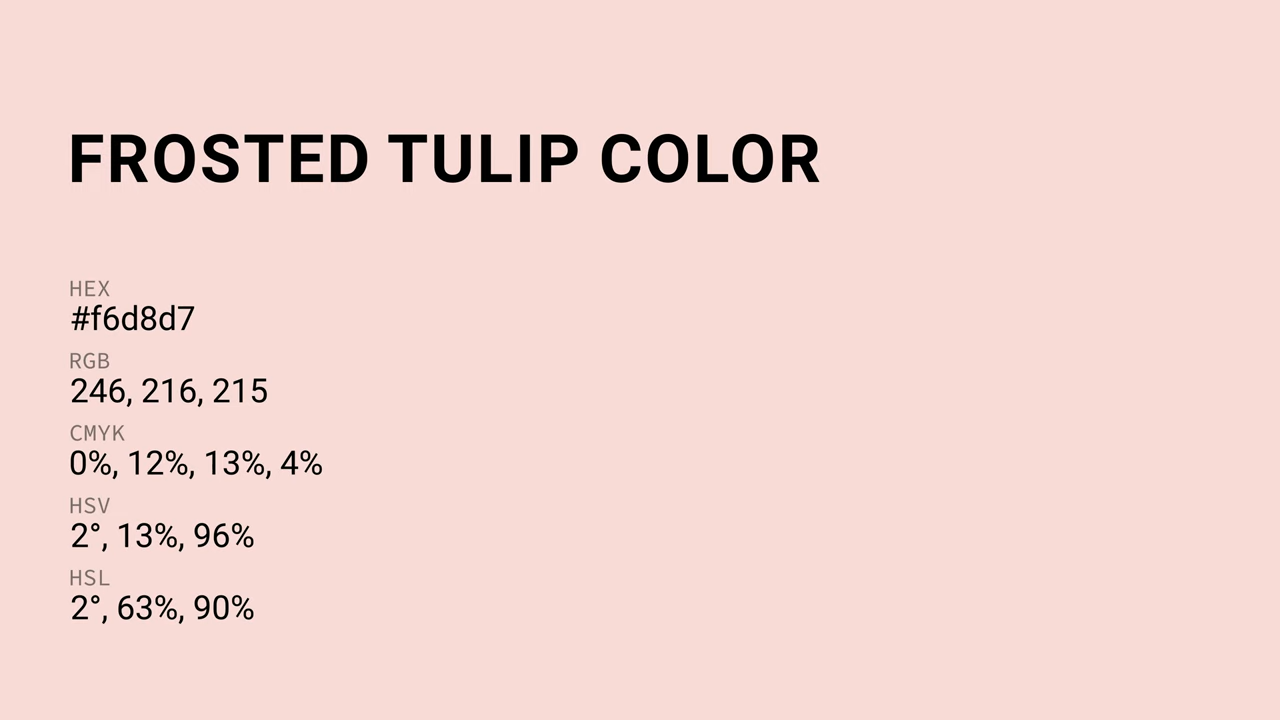 FROSTED TULIP COLOR
HEX
#f6d8d7
RGB
246, 216, 215
CMYK
0%, 12%, 13%, 4%
HSV
2°, 13%, 96%
HSL
2°, 63%, 90%